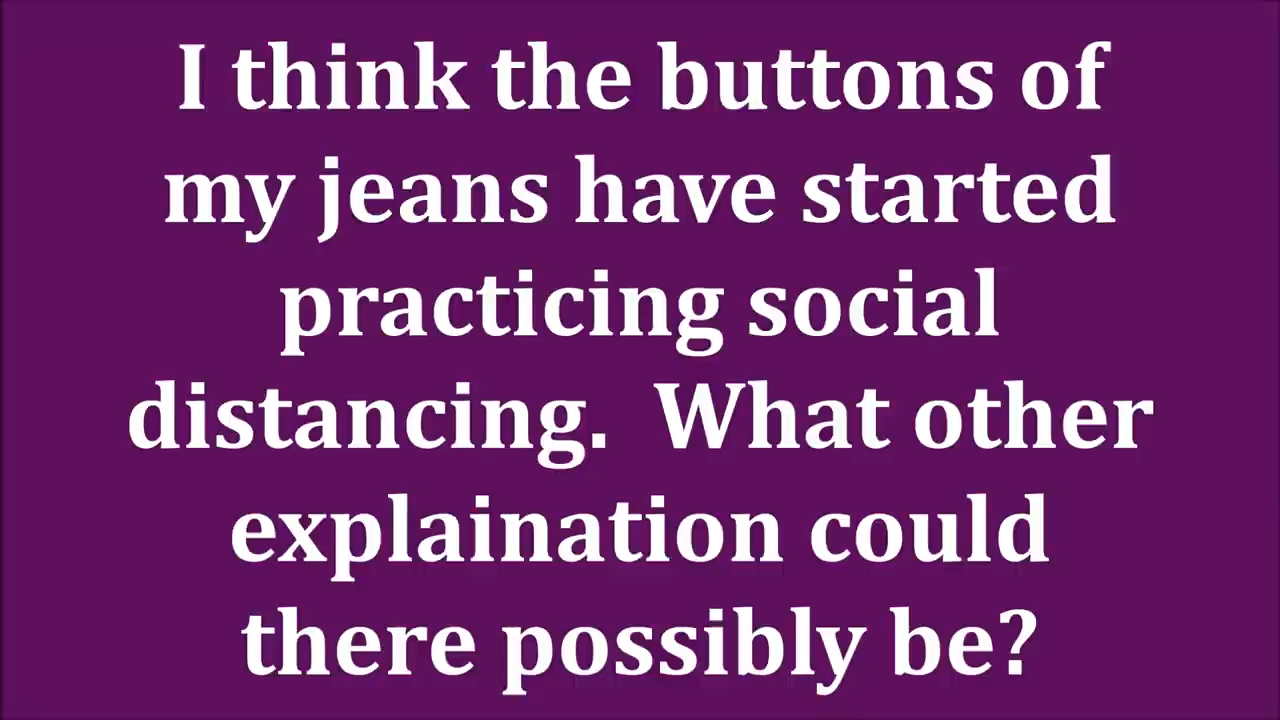 I think the buttons of
my jeans have started
practicing social
distancing.  What other
explaination could
there possibly be?